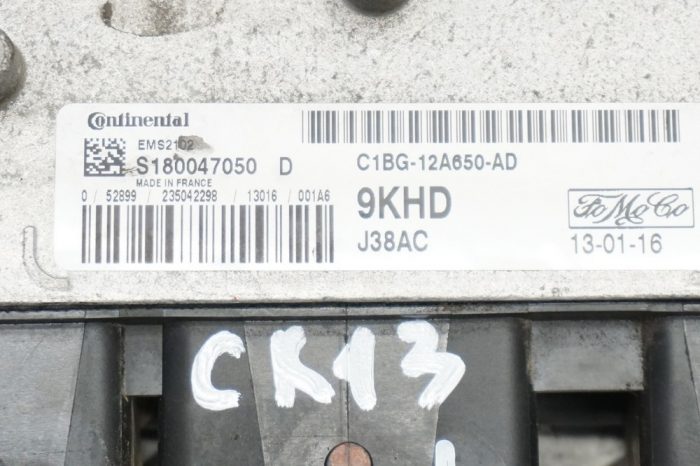 Continental
EMS2102
S180047050 D
MADE IN FRANCE
0 / 52899 / 235042298 / 13016 / 001A6
C1BG-12A650-AD
9KHD
J38AC
FoMoCo
13-01-16
CK13